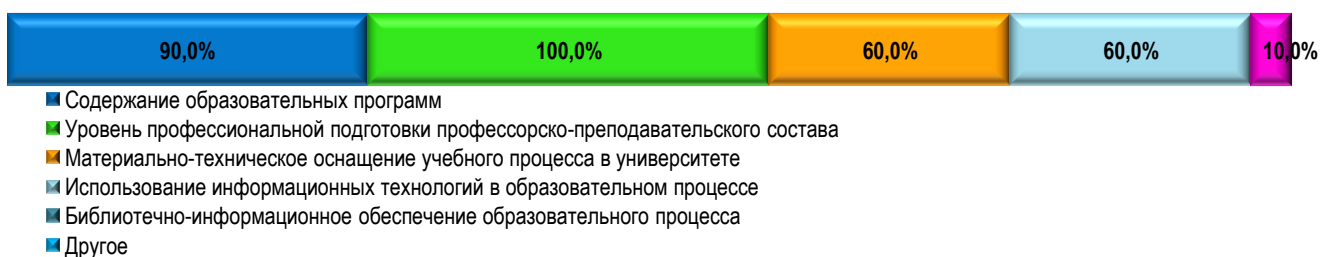 90,0% 100,0% 60,0% 60,0% 10,0%
Содержание образовательных программ
Уровень профессиональной подготовки профессорско-преподавательского состава
Материально-техническое оснащение учебного процесса в университете
Использование информационных технологий в образовательном процессе
Библиотечно-информационное обеспечение образовательного процесса
Другое